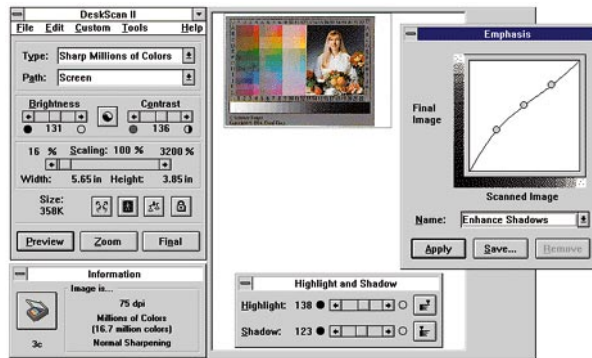 DeskScan II
File Edit Custom Tools Help
Type: Sharp Millions of Colors
Path: Screen
Brightness Contrast
131 136
16 % Scaling: 100 % 3200 %
Width: 5.65 in Height: 3.85 in
Size:
358K
Preview Zoom Final
Information
Image is...
75 dpi
Millions of Colors
(16.7 million colors)
Normal Sharpening
3c
Highlight and Shadow
Highlight: 138
Shadow: 123
Emphasis
Final
Image
Scanned Image
Name: Enhance Shadows
Apply Save... Remove